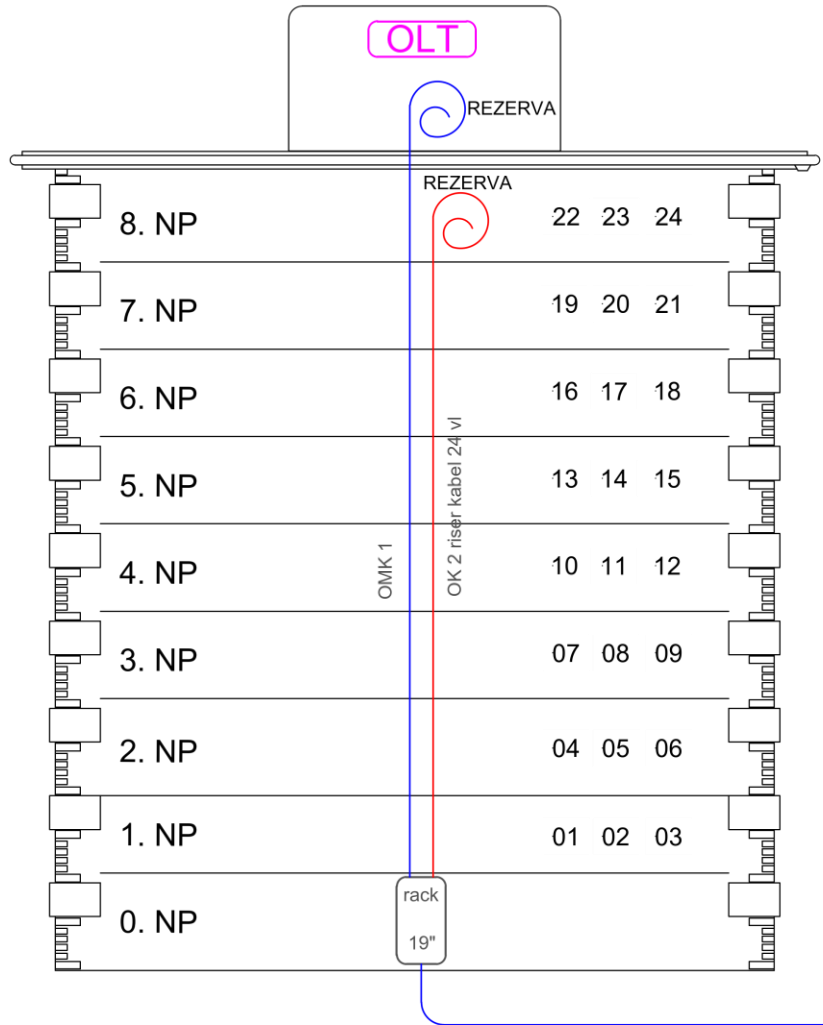 OLT
REZERVA
REZERVA
8. NP 22 23 24
7. NP 19 20 21
6. NP 16 17 18
5. NP 13 14 15
4. NP 10 11 12
3. NP 07 08 09
2. NP 04 05 06
1. NP 01 02 03
0. NP
OMK 1
OK 2 riser kabel 24 vl
rack
19"